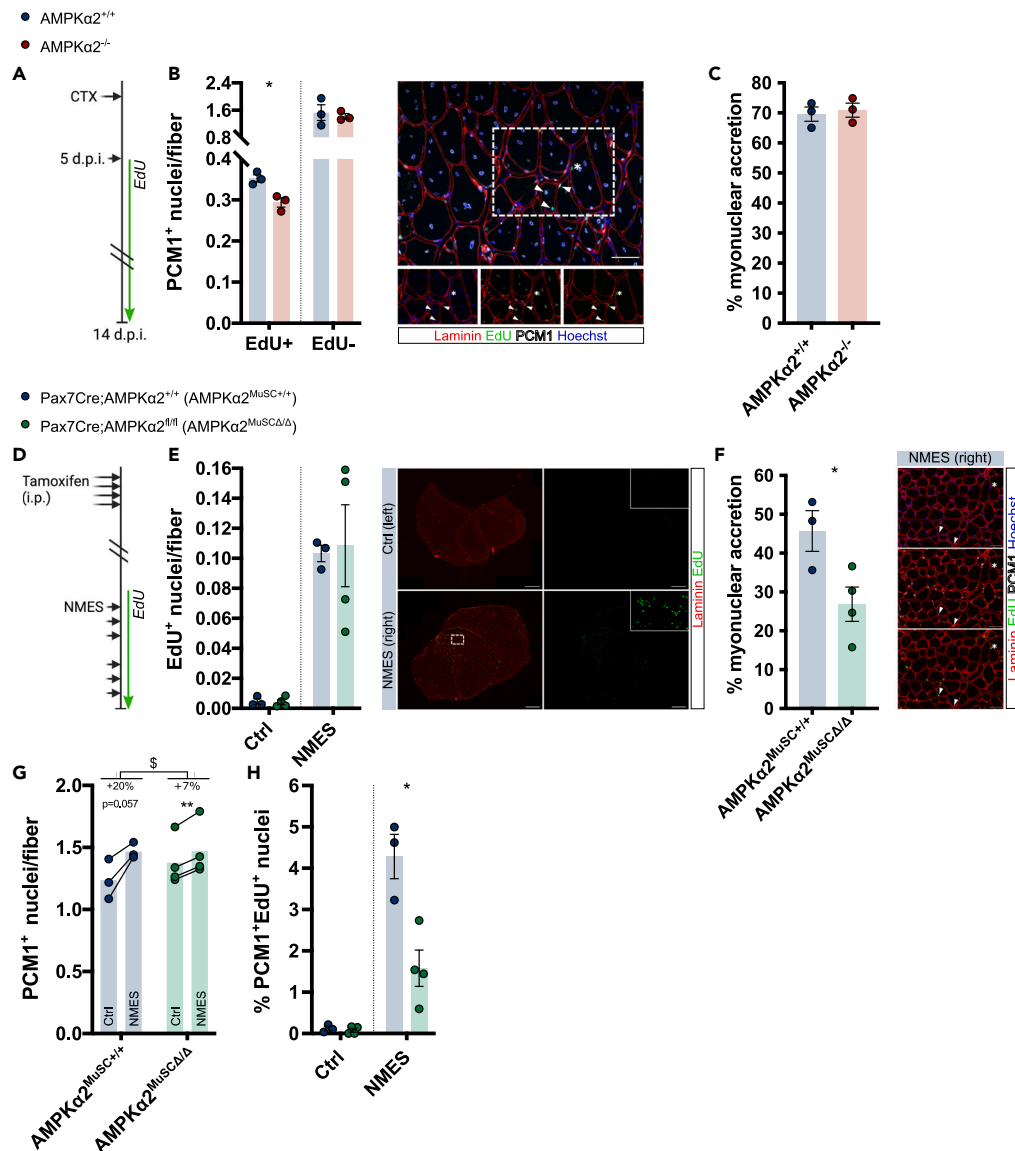 AMPKα2+/+
AMPKα2-/-
A
CTX
5 d.p.i.
EdU
14 d.p.i.
B
PCM1+ nuclei/fiber
*
1.4
0.8
0.4
0.3
0.2
0.1
0.0
EdU+
EdU-
*
*
*
*
Laminin EdU PCM1 Hoechst
C
% myonuclear accretion
80
70
60
50
40
30
20
10
0
AMPKα2+/+
AMPKα2-/-
Pax7Cre;AMPKα2+/+ (AMPKα2MuSC+/+)
Pax7Cre;AMPKα2fl/fl (AMPKα2MuSCΔ/Δ)
D
Tamoxifen
(i.p.)
NMES
EdU
E
EdU+ nuclei/fiber
0.16
0.14
0.12
0.10
0.08
0.06
0.04
0.02
0.00
Ctrl
NMES
Ctrl (left)
NMES (right)
Laminin EdU
F
% myonuclear accretion
*
60
50
40
30
20
10
0
AMPKα2MuSC+/+
AMPKα2MuSCΔ/Δ
NMES (right)
*
*
*
Laminin EdU PCM1 Hoechst
G
PCM1+ nuclei/fiber
$
+20%
+7%
p=0.057
**
2.0
1.5
1.0
1.5
0.0
Ctrl
NMES
Ctrl
NMES
AMPKα2MuSC+/+
AMPKα2MuSCΔ/Δ
H
% PCM1+EdU+ nuclei
*
6
5
4
3
2
1
0
Ctrl
NMES